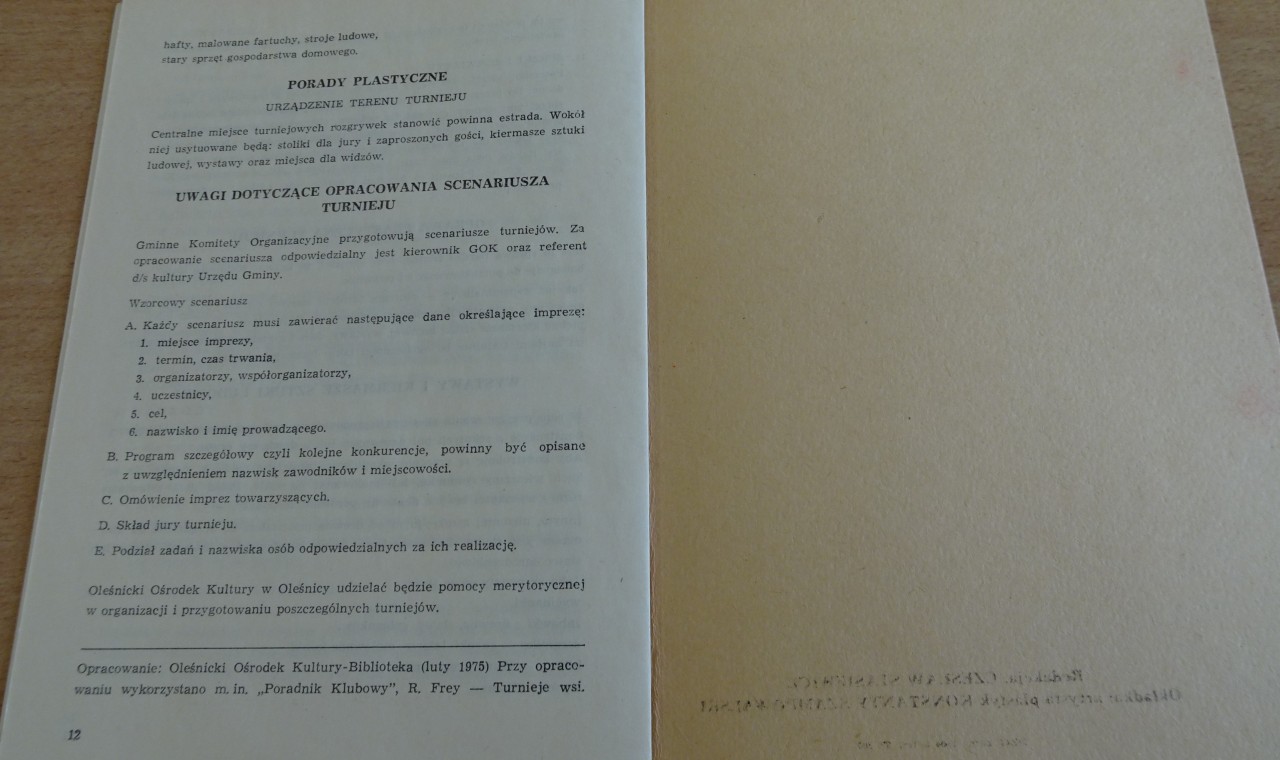 hafty, malowane fartuchy, stroje ludowe,
stary sprzęt gospodarstwa domowego.
PORADY PLASTYCZNE
URZĄDZENIE TERENU TURNIEJU
Centralne miejsce turniejowych rozgrywek stanowić powinna estrada. Wokół
niej usytuowane będą: stoliki dla jury i zaproszonych gości, kiermasze sztuki
ludowej, wystawy oraz miejsca dla widzów.
UWAGI DOTYCZĄCE OPRACOWANIA SCENARIUSZA
TURNIEJU
Gminne Komitety Organizacyjne przygotowują scenariusze turniejów. Za
opracowanie scenariusza odpowiedzialny jest kierownik GOK oraz referent
d/s kultury Urzędu Gminy.
Wzorcowy scenariusz
A. Każdy scenariusz musi zawierać następujące dane określające imprezę:
1. miejsce imprezy,
2. termin, czas trwania,
3. organizatorzy, współorganizatorzy,
4. uczestnicy,
5. cel,
6. nazwisko i imię prowadzącego.
B. Program szczegółowy czyli kolejne konkurencje, powinny być opisane
z uwzględnieniem nazwisk zawodników i miejscowości.
C. Omówienie imprez towarzyszących.
D. Skład jury turnieju.
E. Podział zadań i nazwiska osób odpowiedzialnych za ich realizację.
Oleśnicki Ośrodek Kultury w Oleśnicy udzielać będzie pomocy merytorycznej
w organizacji i przygotowaniu poszczególnych turniejów.
Opracowanie: Oleśnicki Ośrodek Kultury-Biblioteka (luty 1975) Przy opraco-
waniu wykorzystano m. in. „Poradnik Klubowy”, R. Frey — Turnieje wsi.
12